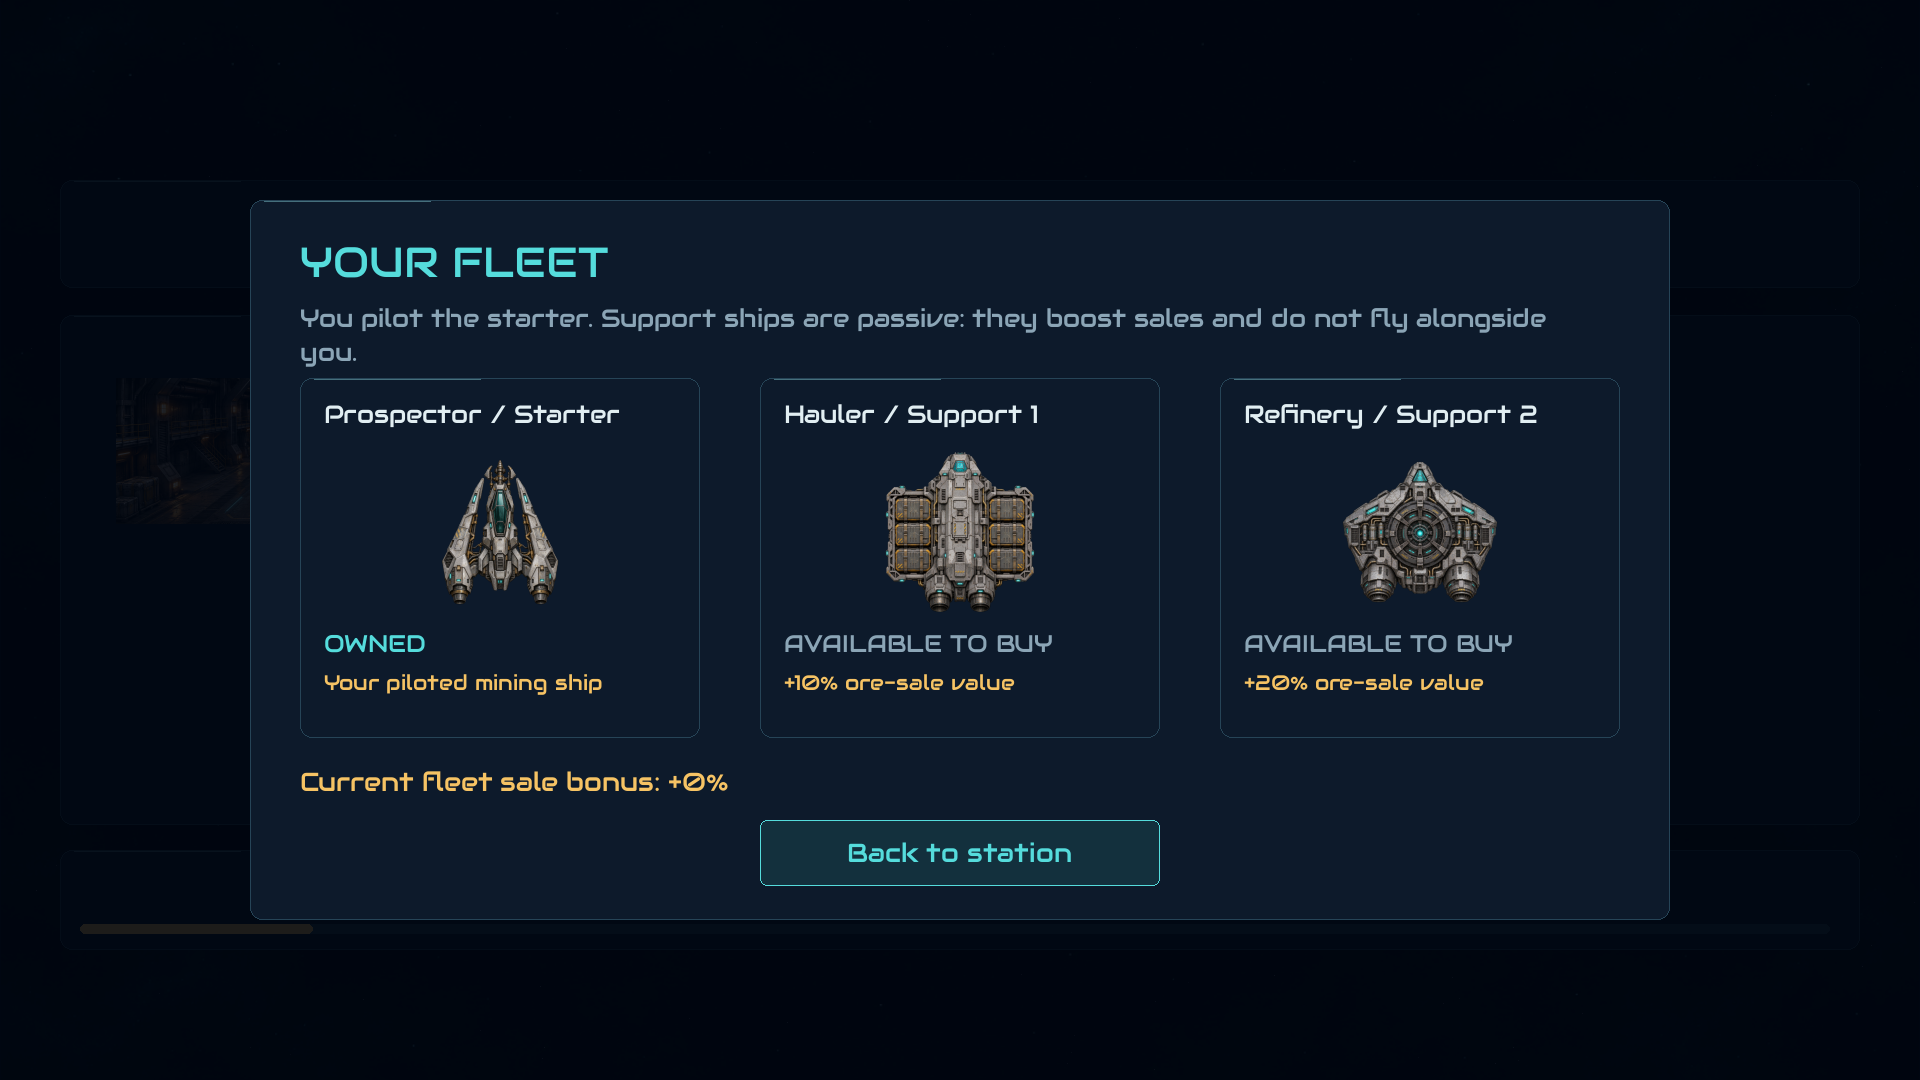 YOUR FLEET
You pilot the starter. Support ships are passive: they boost sales and do not fly alongside
you.
Prospector / Starter
OWNED
Your piloted mining ship
Hauler / Support 1
AVAILABLE TO BUY
+10% ore-sale value
Refinery / Support 2
AVAILABLE TO BUY
+20% ore-sale value
Current fleet sale bonus: +0%
Back to station